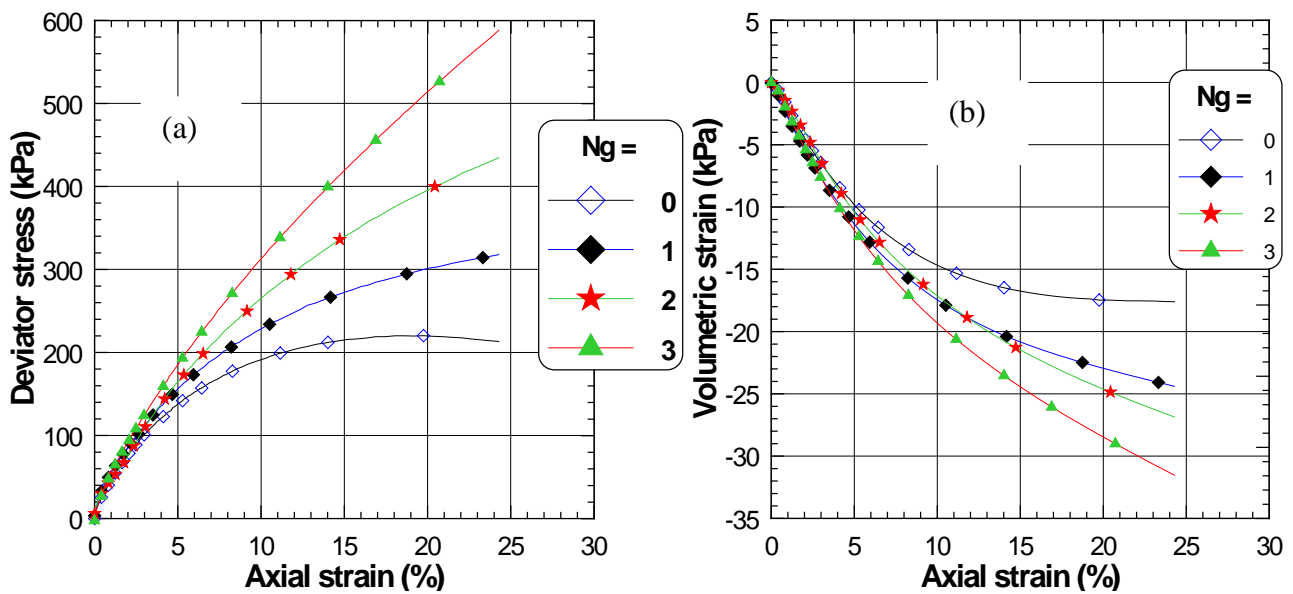 600
500
400
300
200
100
0
Deviator stress (kPa)
(a)
Ng =
0
1
2
3
0 5 10 15 20 25 30
Axial strain (%)
5
0
-5
-10
-15
-20
-25
-30
-35
Volumetric strain (kPa)
(b)
Ng =
0
1
2
3
0 5 10 15 20 25 30
Axial strain (%)